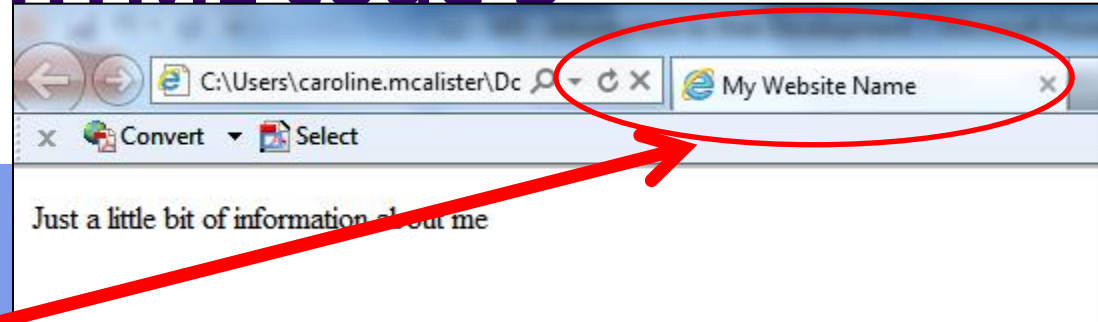 C:\Users\caroline.mcalister\Dc
My Website Name
x Convert Select
Just a little bit of information about me